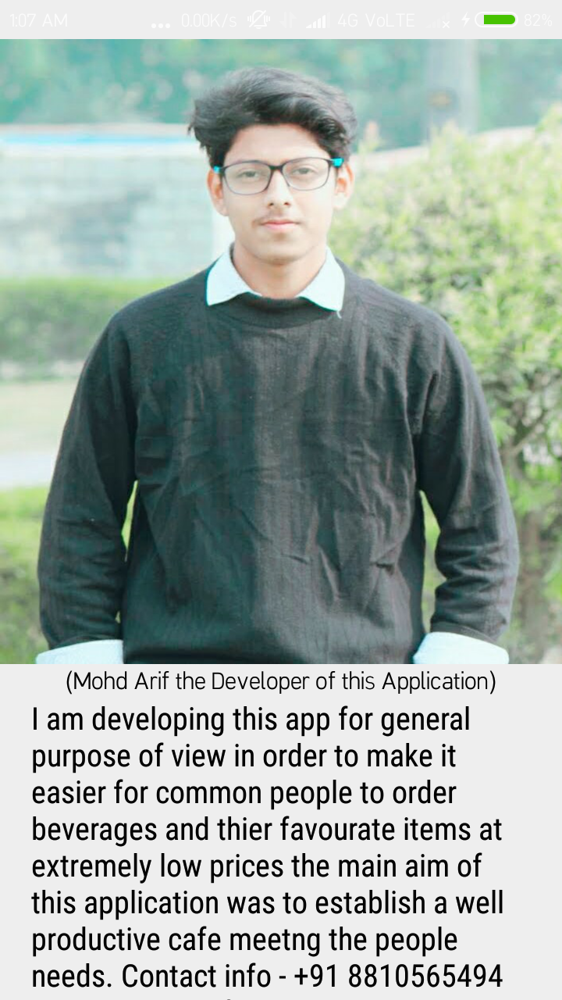 1:07 AM ... 0.00K/s 4G VoLTE 82%
(Mohd Arif the Developer of this Application)
I am developing this app for general
purpose of view in order to make it
easier for common people to order
beverages and thier favourate items at
extremely low prices the main aim of
this application was to establish a well
productive cafe meetng the people
needs. Contact info - +91 8810565494